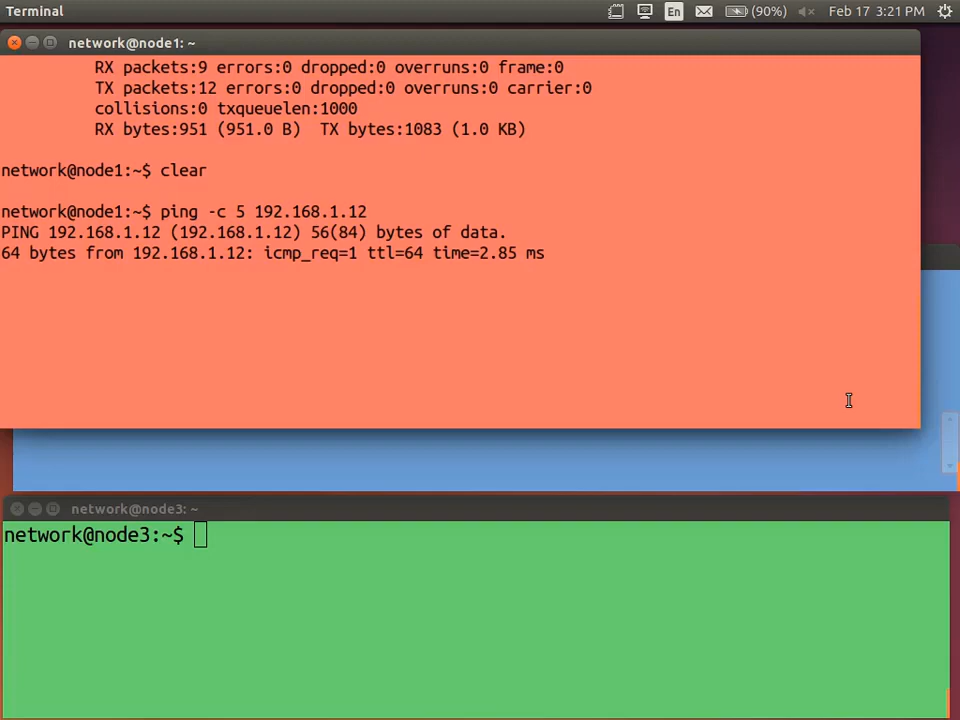 Terminal
En
(90%)
Feb 17 3:21 PM
network@node1: ~
RX packets:9 errors:0 dropped:0 overruns:0 frame:0
TX packets:12 errors:0 dropped:0 overruns:0 carrier:0
collisions:0 txqueuelen:1000
RX bytes:951 (951.0 B)  TX bytes:1083 (1.0 KB)
network@node1:~$ clear
network@node1:~$ ping -c 5 192.168.1.12
PING 192.168.1.12 (192.168.1.12) 56(84) bytes of data.
64 bytes from 192.168.1.12: icmp_req=1 ttl=64 time=2.85 ms
network@node3: ~
network@node3:~$